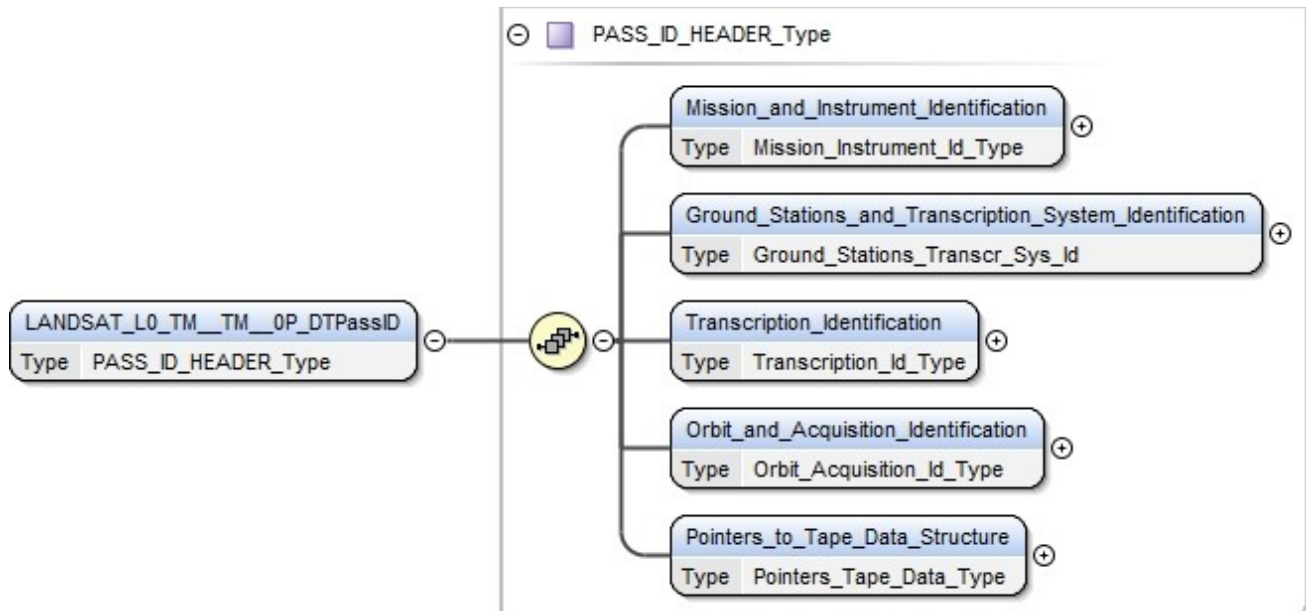 PASS_ID_HEADER_Type
Mission_and_Instrument_Identification
Type Mission_Instrument_Id_Type
Ground_Stations_and_Transcription_System_Identification
Type Ground_Stations_Transcr_Sys_Id
LANDSAT_L0_TM__TM__0P_DTPassID
Type PASS_ID_HEADER_Type
Transcription_Identification
Type Transcription_Id_Type
Orbit_and_Acquisition_Identification
Type Orbit_Acquisition_Id_Type
Pointers_to_Tape_Data_Structure
Type Pointers_Tape_Data_Type